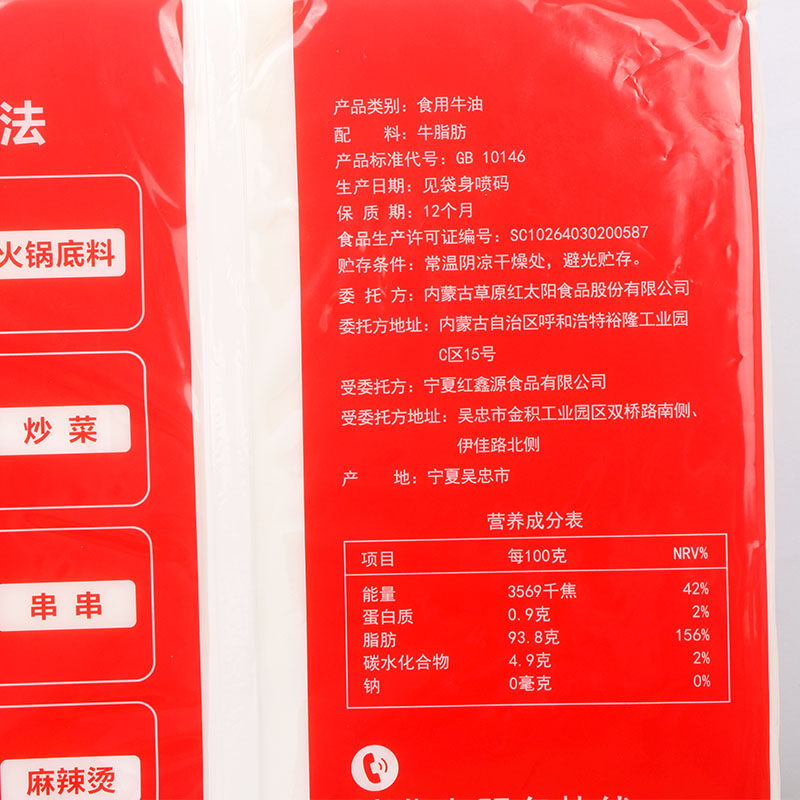 法
火锅底料
炒 菜
串 串
麻辣烫
产品类别：食用牛油
配　　料：牛脂肪
产品标准代号：GB 10146
生产日期：见袋身喷码
保 质 期：12个月
食品生产许可证编号：SC10264030200587
贮存条件：常温阴凉干燥处，避光贮存。
委 托 方：内蒙古草原红太阳食品股份有限公司
委托方地址：内蒙古自治区呼和浩特裕隆工业园
C区15号
受委托方：宁夏红鑫源食品有限公司
受委托方地址：吴忠市金积工业园区双桥路南侧、
伊佳路北侧
产　　地：宁夏吴忠市
营养成分表
项目 每100克 NRV%
能量 3569千焦 42%
蛋白质 0.9克 2%
脂肪 93.8克 156%
碳水化合物 4.9克 2%
钠 0毫克 0%